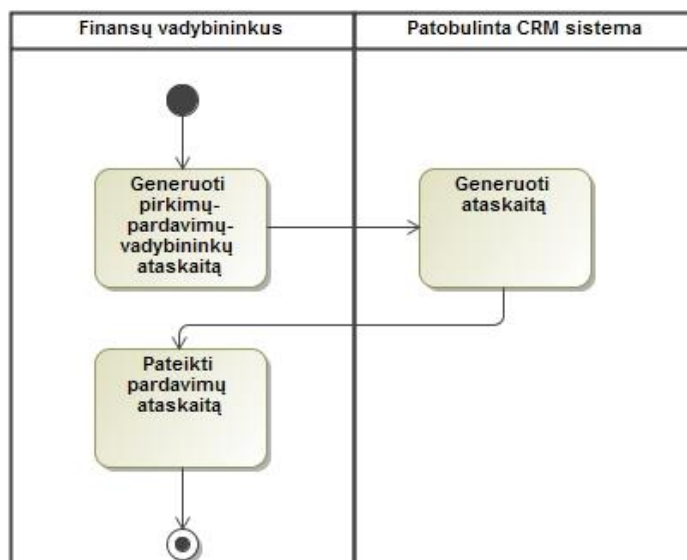 Finansų vadybininkus
Patobulinta CRM sistema
Generuoti
pirkimų-
pardavimų-
vadybininkų
ataskaitą
Generuoti
ataskaitą
Pateikti
pardavimų
ataskaitą